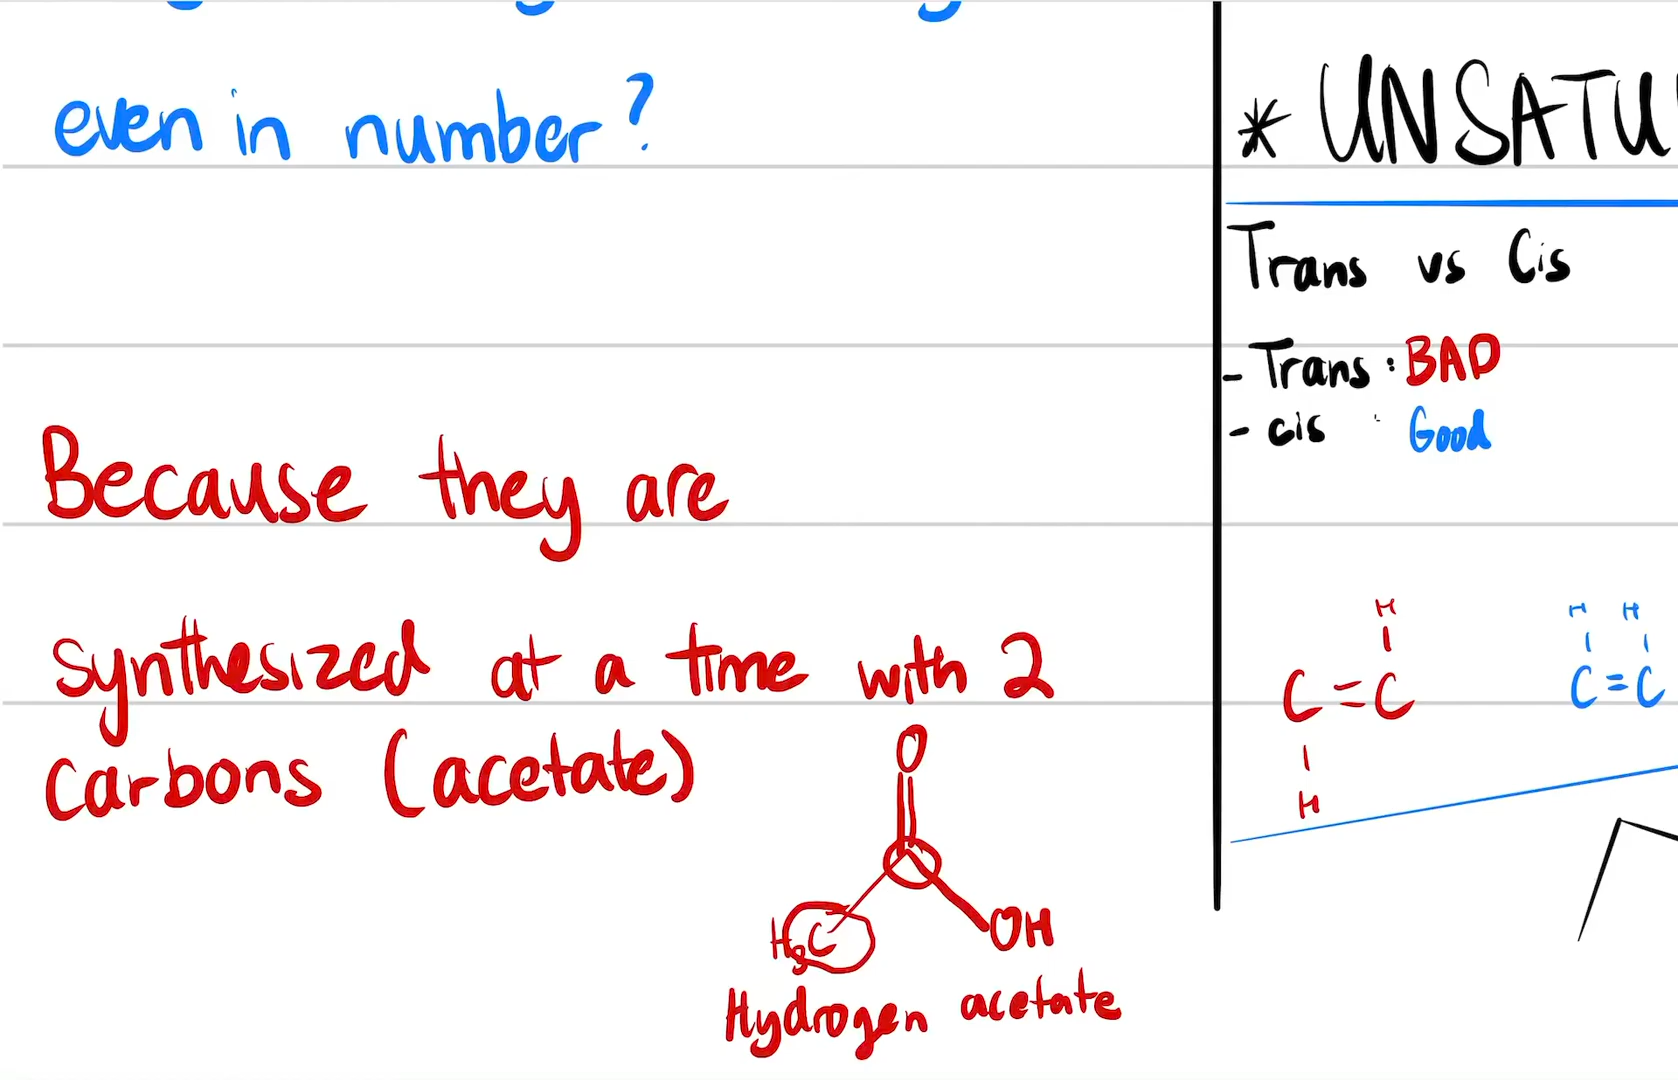 even in number?
Because they are
synthesized at a time with 2
carbons (acetate)
O
H3C
OH
Hydrogen acetate
* UNSATU
Trans vs Cis
- Trans : BAD
- cis : Good
H
C=C
H
H H
C=C